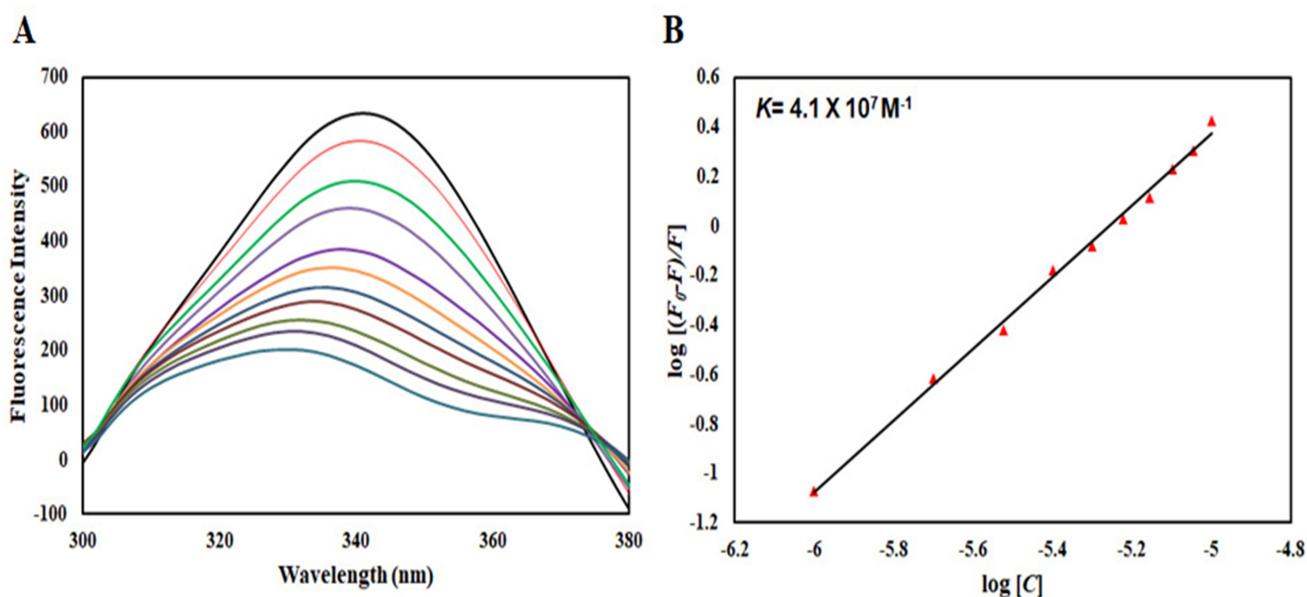 A
Fluorescence Intensity
700
600
500
400
300
200
100
0
-100
300 320 340 360 380
Wavelength (nm)
B
K= 4.1 X 10⁷ M⁻¹
log [(F₀-F)/F]
0.6
0.4
0.2
0
-0.2
-0.4
-0.6
-0.8
-1
-1.2
-6.2 -6 -5.8 -5.6 -5.4 -5.2 -5 -4.8
log [C]